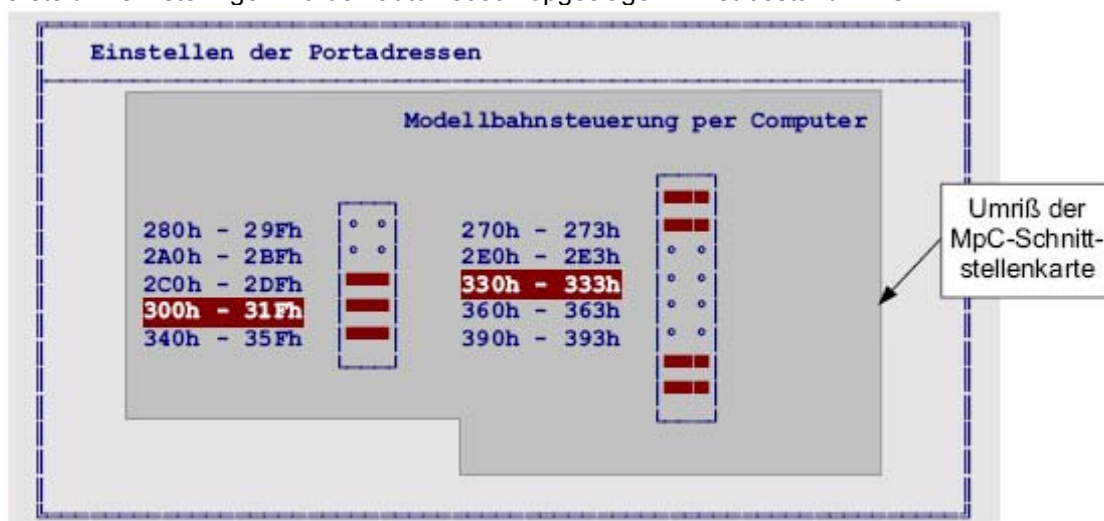 Einstellen der Portadressen
Modellbahnsteuerung per Computer
280h - 29Fh
2A0h - 2BFh
2C0h - 2DFh
300h - 31Fh
340h - 35Fh
270h - 273h
2E0h - 2E3h
330h - 333h
360h - 363h
390h - 393h
Umriß der
MpC-Schnitt-
stellenkarte